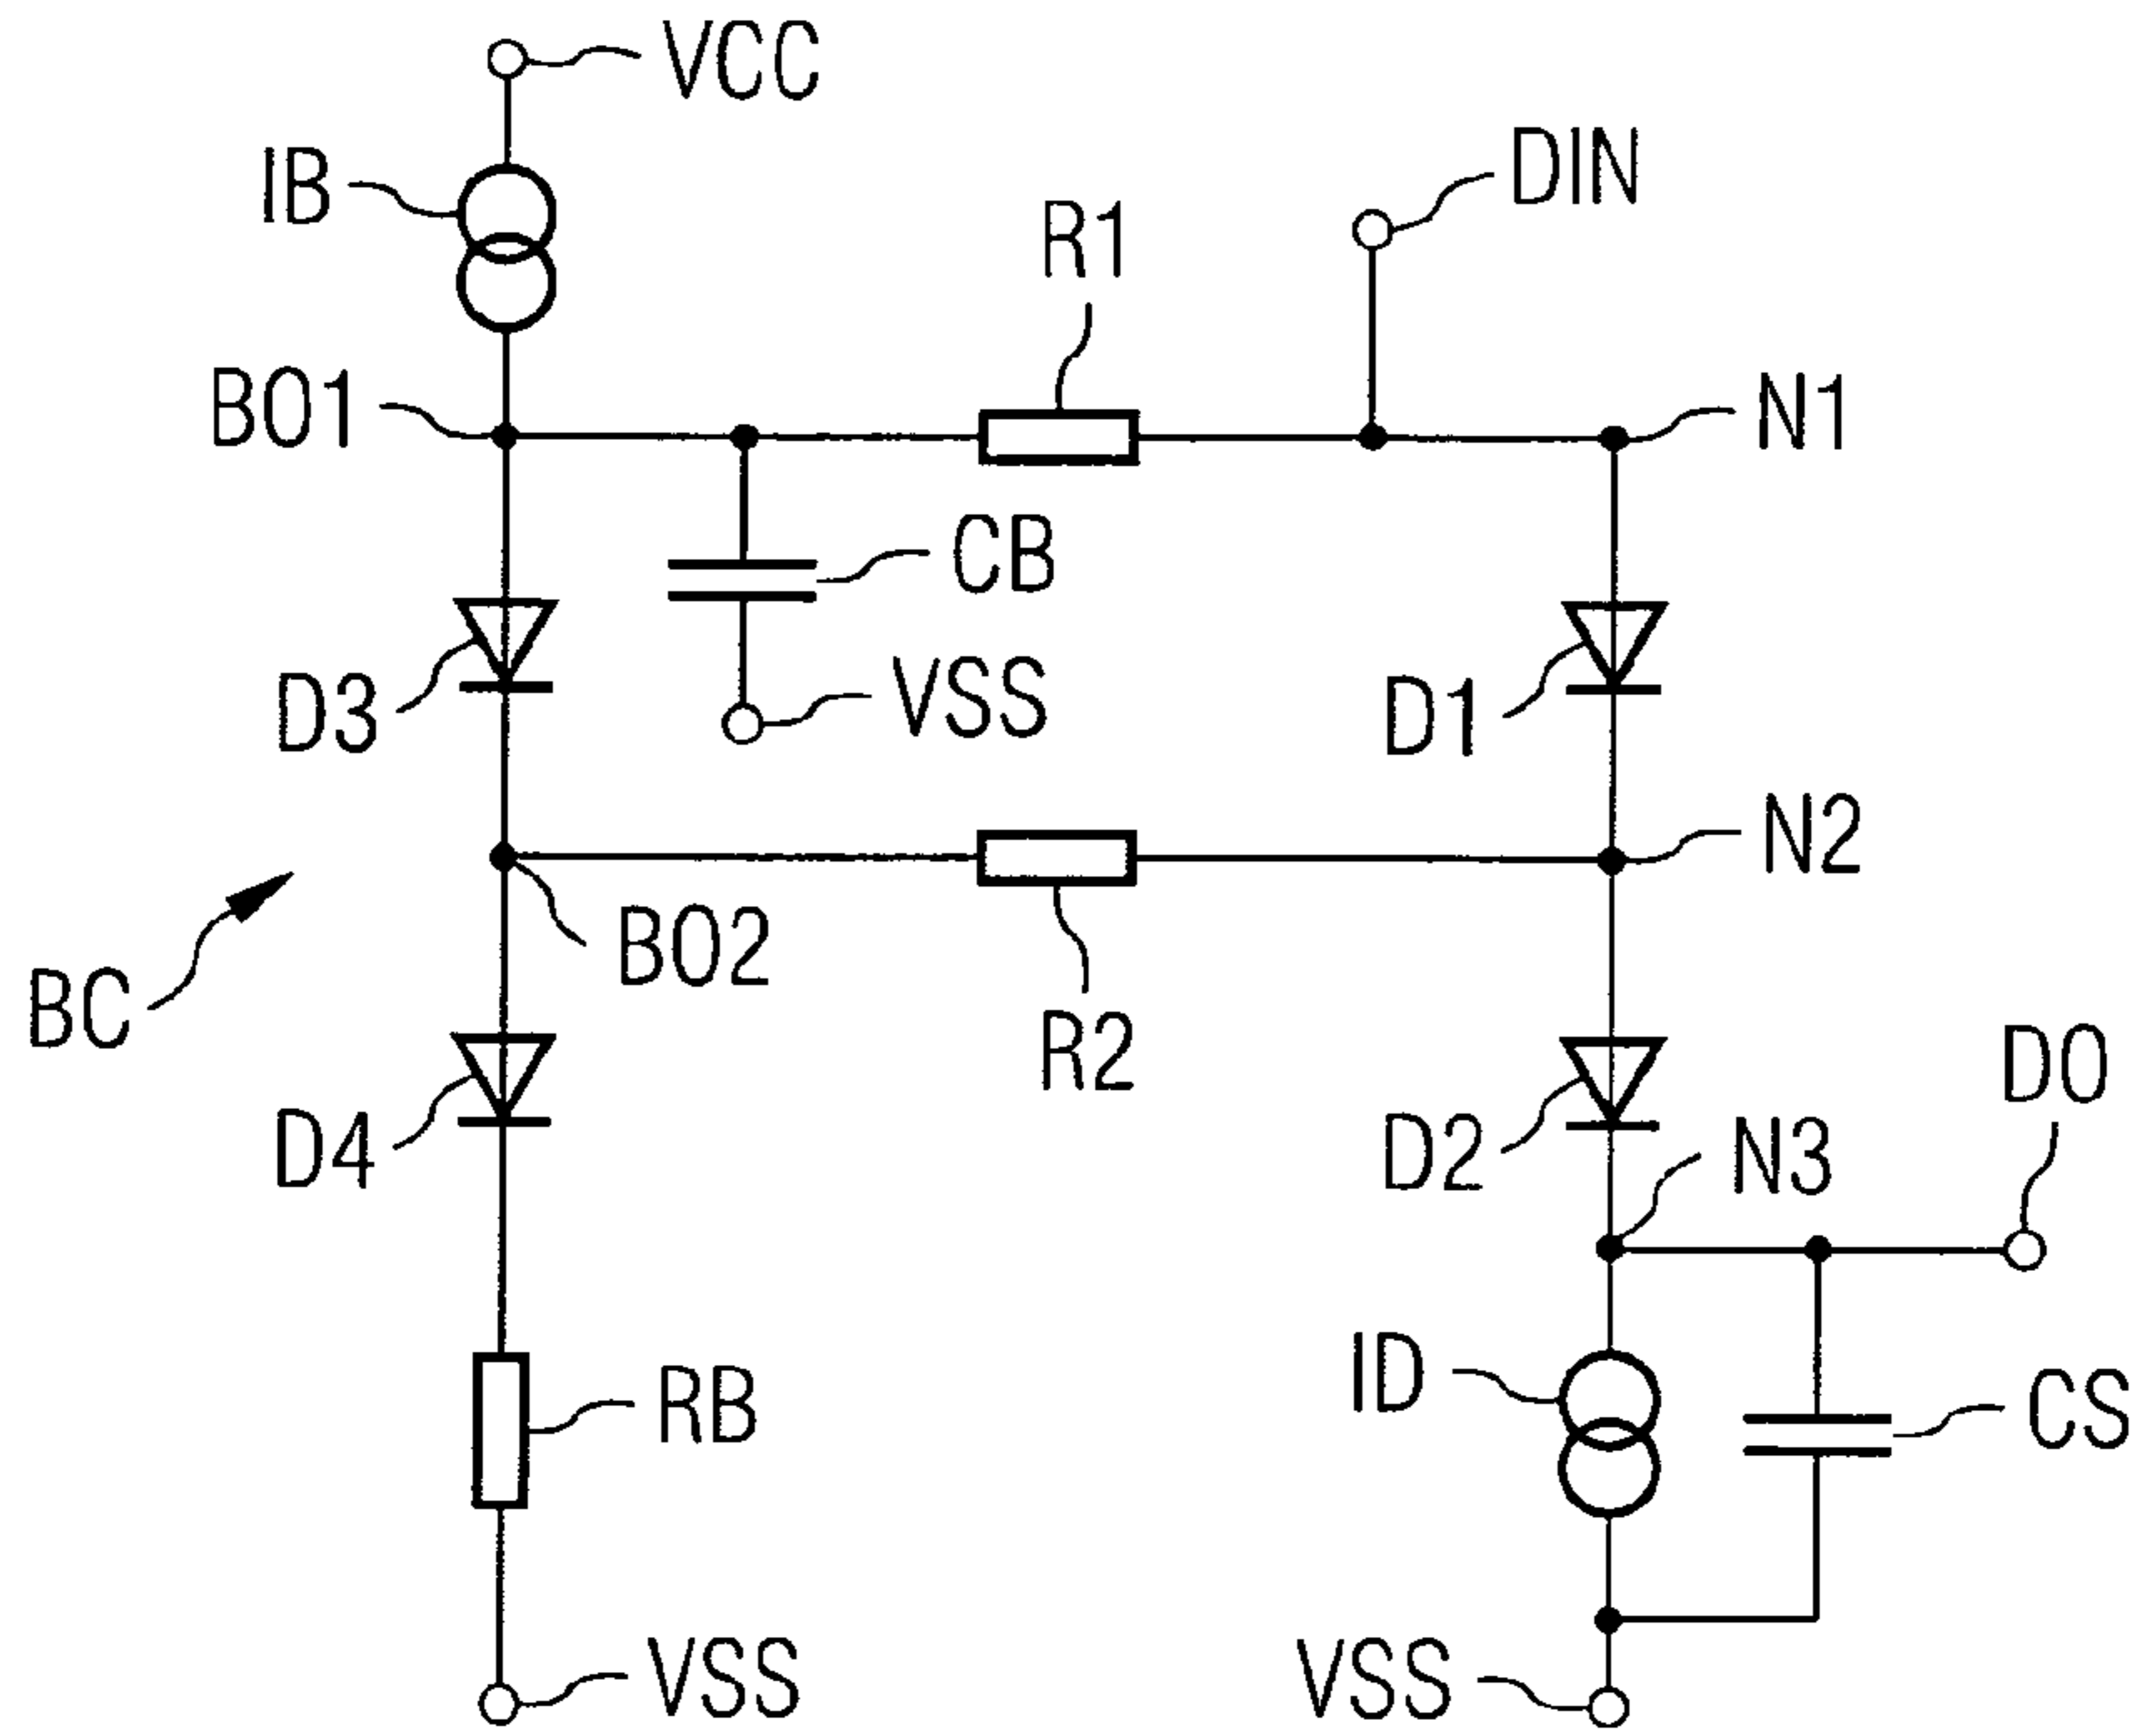 VCC
IB
DIN
R1
BO1
N1
CB
VSS
D3
D1
N2
BO2
BC
R2
DO
D4
D2
N3
ID
RB
CS
VSS
VSS